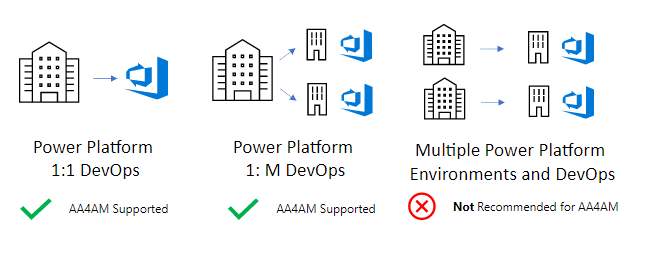 Power Platform
1:1 DevOps
AA4AM Supported
Power Platform
1: M DevOps
AA4AM Supported
Multiple Power Platform
Environments and DevOps
Not Recommended for AA4AM